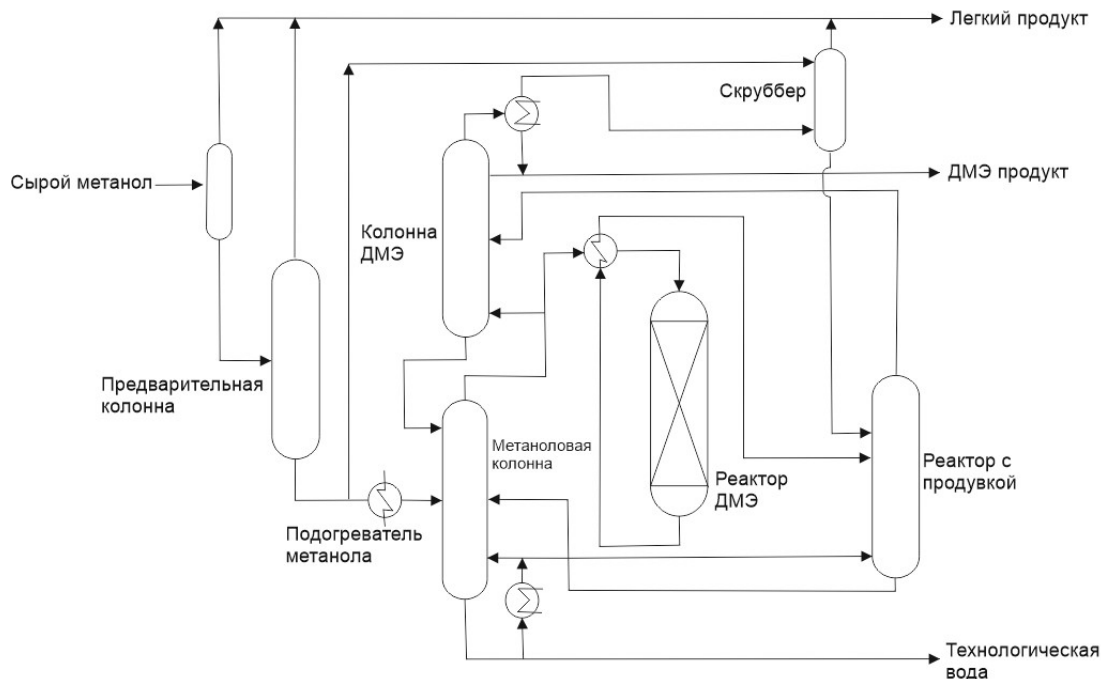 Легкий продукт
Скруббер
Сырой метанол
ДМЭ продукт
Колонна
ДМЭ
Предварительная
колонна
Метаноловая
колонна
Реактор
ДМЭ
Реактор с
продувкой
Подогреватель
метанола
Технологическая
вода